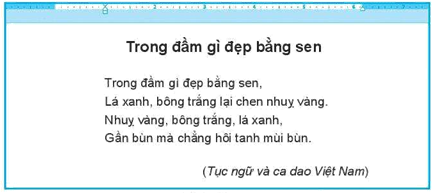 Trong đầm gì đẹp bằng sen
Trong đầm gì đẹp bằng sen,
Lá xanh, bông trắng lại chen nhuỵ vàng.
Nhuỵ vàng, bông trắng, lá xanh,
Gần bùn mà chẳng hôi tanh mùi bùn.
(Tục ngữ và ca dao Việt Nam)